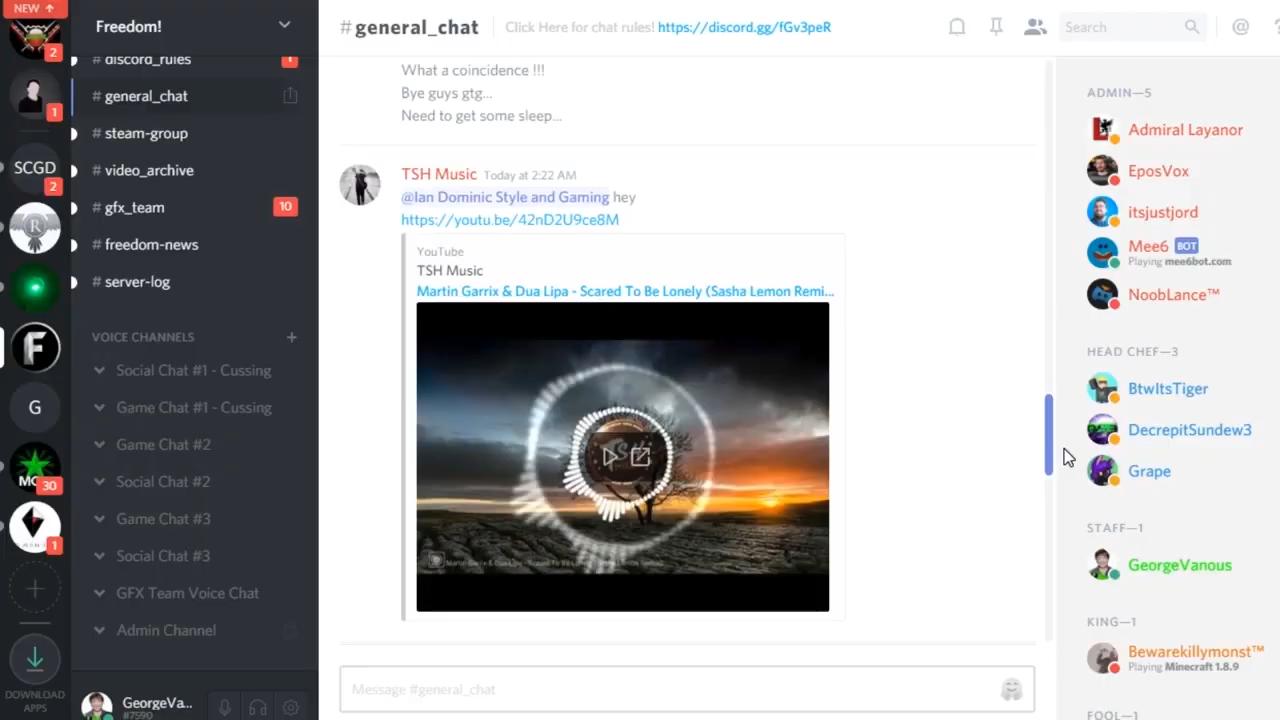 NEW ↑
2
1
SCGD
2
R
F
G
MC
30
1
DOWNLOAD
APPS
Freedom!
# discord_rules
1
# general_chat
# steam-group
# video_archive
# gfx_team
10
# freedom-news
# server-log
VOICE CHANNELS
Social Chat #1 - Cussing
Game Chat #1 - Cussing
Game Chat #2
Social Chat #2
Game Chat #3
Social Chat #3
GFX Team Voice Chat
Admin Channel
GeorgeVa...
#7590
#general_chat
Click Here for chat rules! https://discord.gg/fGv3peR
Search
@
?
What a coincidence !!!
Bye guys gtg...
Need to get some sleep...
TSH Music Today at 2:22 AM
@Ian Dominic Style and Gaming hey
https://youtu.be/42nD2U9ce8M
YouTube
TSH Music
Martin Garrix & Dua Lipa - Scared To Be Lonely (Sasha Lemon Remi...
Message #general_chat
ADMIN—5
Admiral Layanor
EposVox
itsjustjord
Mee6 BOT
Playing mee6bot.com
NoobLance™
HEAD CHEF—3
BtwItsTiger
DecrepitSundew3
Grape
STAFF—1
GeorgeVanous
KING—1
Bewarekillymonst™
Playing Minecraft 1.8.9
FOOL—1